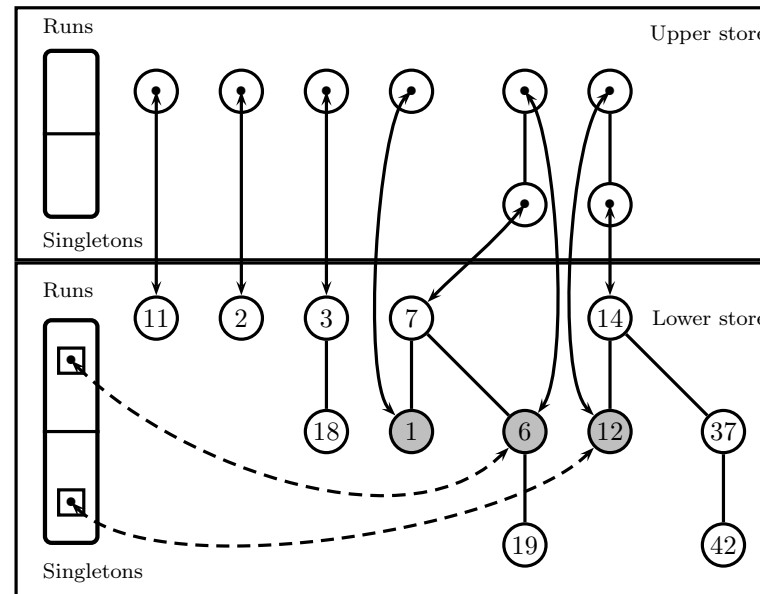 Runs
Upper store
Singletons
Runs
Lower store
11 2 3 7 14
18 1 6 12 37
19 42
Singletons